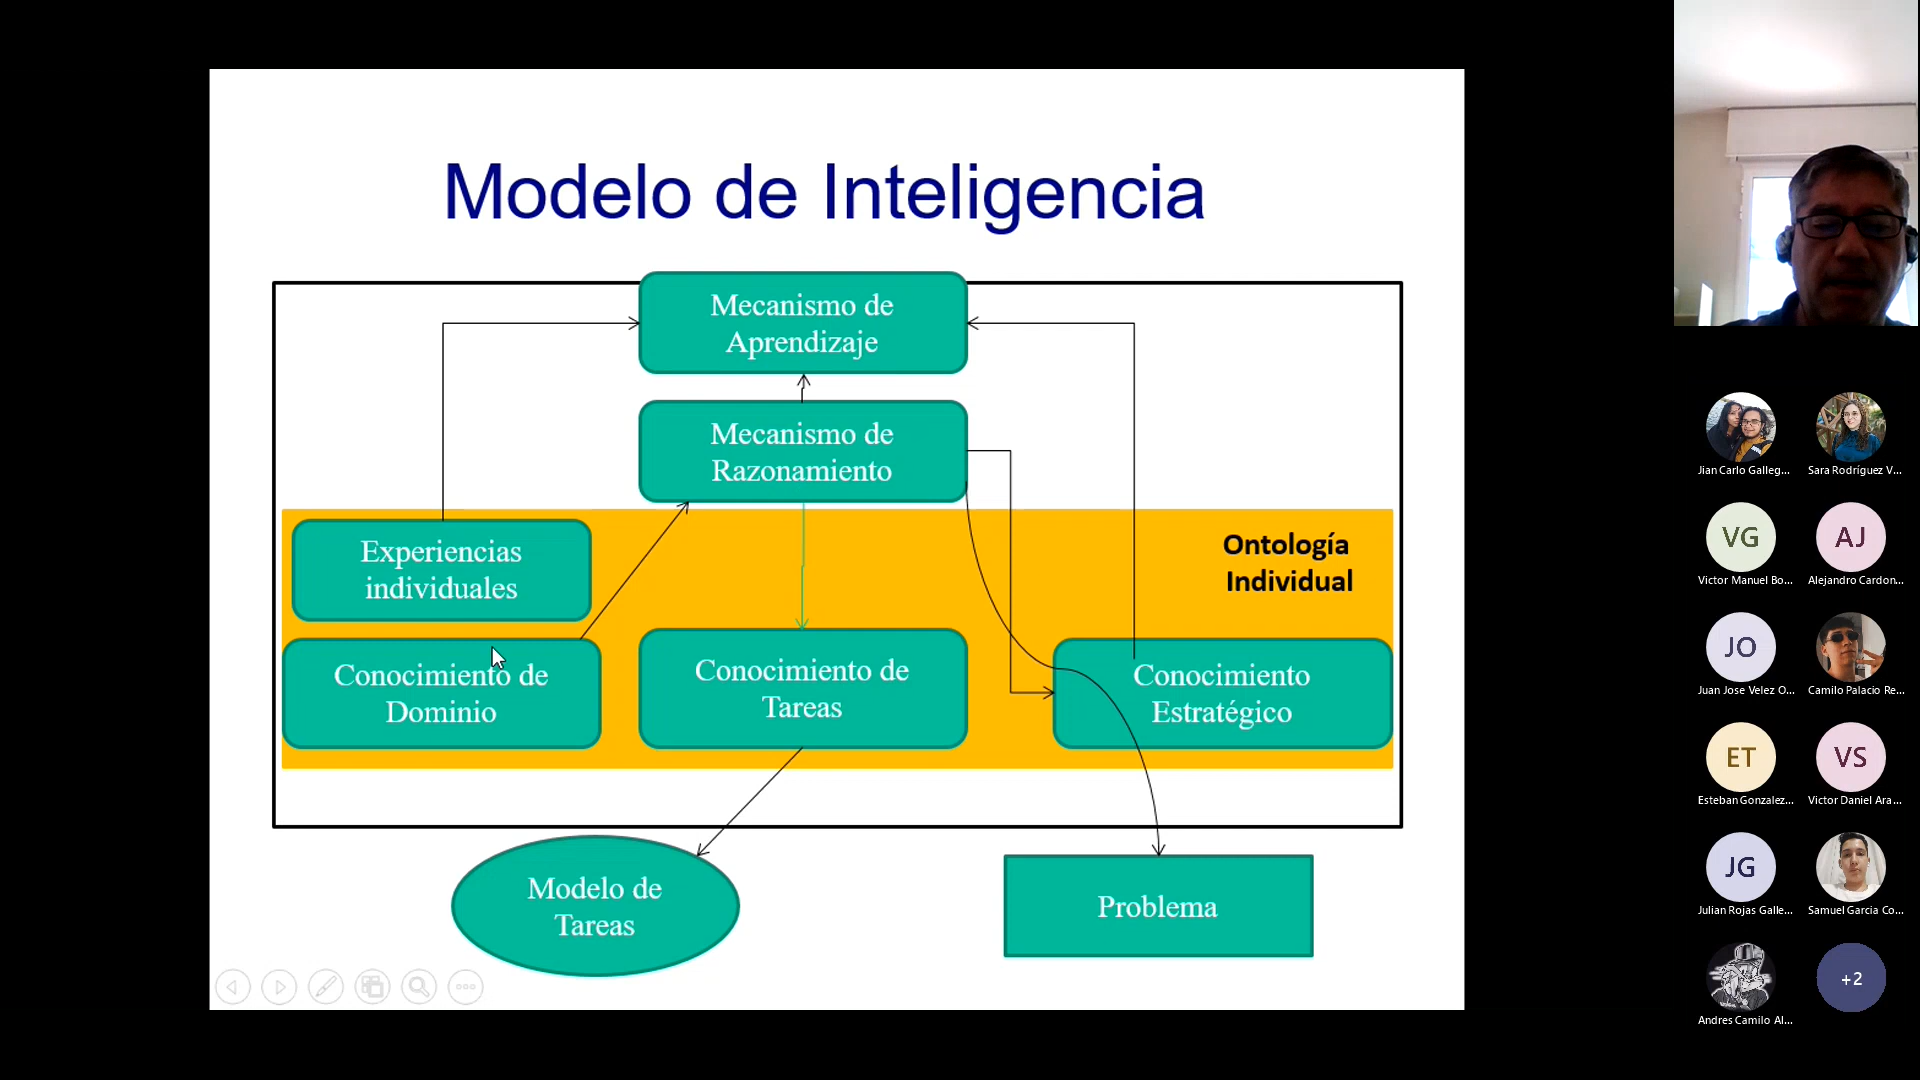 Modelo de Inteligencia
Mecanismo de
Aprendizaje
Mecanismo de
Razonamiento
Experiencias
individuales
Ontología
Individual
Conocimiento de
Dominio
Conocimiento de
Tareas
Conocimiento
Estratégico
Modelo de
Tareas
Problema
Jian Carlo Galleg...
Sara Rodríguez V...
VG
Victor Manuel Bo...
AJ
Alejandro Cardon...
JO
Juan Jose Velez O...
Camilo Palacio Re...
ET
Esteban Gonzalez...
VS
Victor Daniel Ara...
JG
Julian Rojas Galle...
Samuel Garcia Co...
Andres Camilo Al...
+2